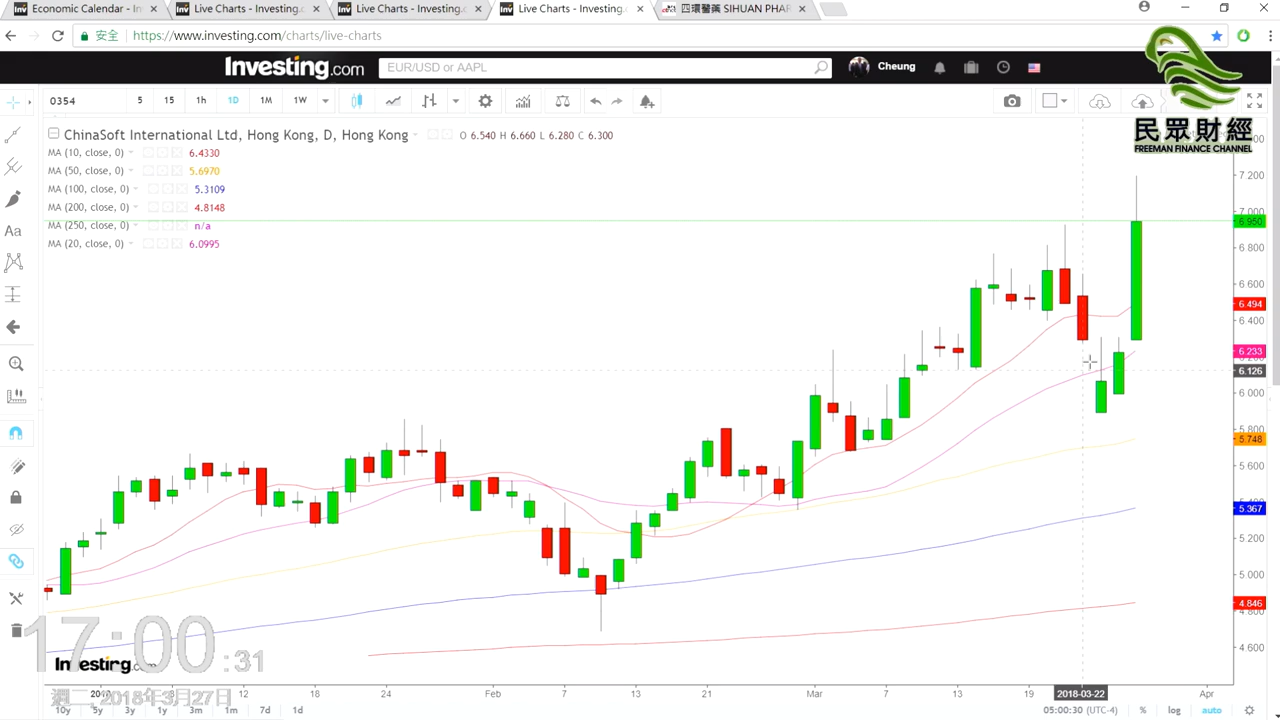 Economic Calendar - In
Live Charts - Investing.
Live Charts - Investing.c
Live Charts - Investing.
四環醫藥 SIHUAN PHAR
安全
https://www.investing.com/charts/live-charts
Investing.com
EUR/USD or AAPL
Cheung
民眾財經
FREEMAN FINANCE CHANNEL
0354
5
15
1h
1D
1M
1W
ChinaSoft International Ltd, Hong Kong, D, Hong Kong
O 6.540 H 6.660 L 6.280 C 6.300
MA (10, close, 0) 6.4330
MA (50, close, 0) 5.6970
MA (100, close, 0) 5.3109
MA (200, close, 0) 4.8148
MA (250, close, 0) n/a
MA (20, close, 0) 6.0995
Aa
7.200
7.000
6.950
6.800
6.600
6.494
6.400
6.233
6.126
6.000
5.800
5.748
5.600
5.367
5.200
5.000
4.846
4.600
17:00:31
Investing.com
週二, 2018年3月27日
12
18
24
Feb
7
13
21
Mar
7
13
19
2018-03-22
Apr
10y
5y
3y
1y
3m
1m
7d
1d
05:00:30 (UTC-4)
%
log
auto